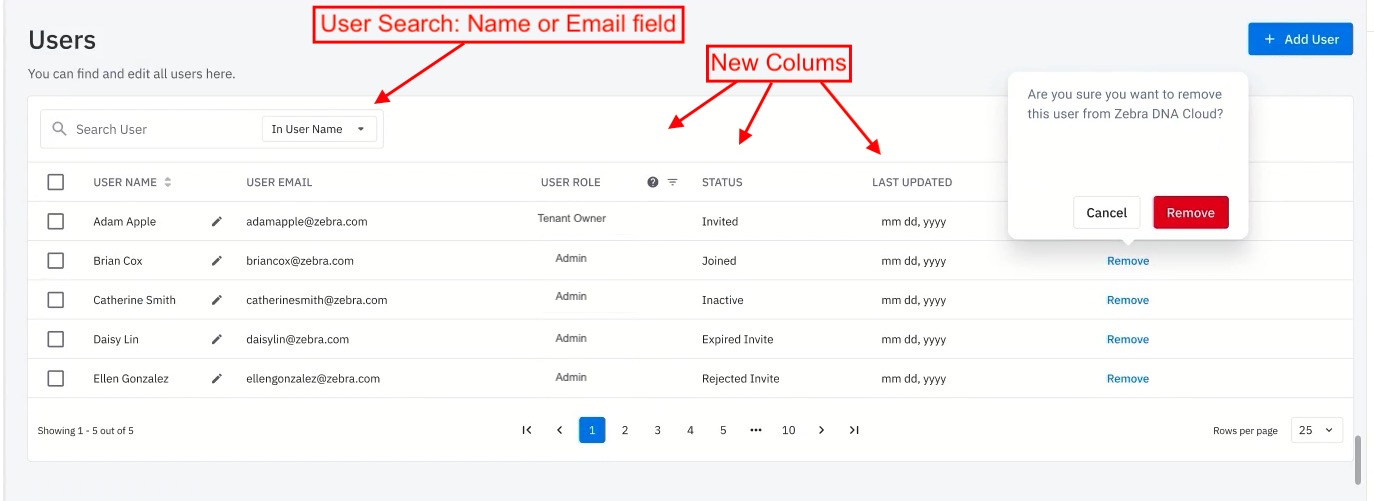 User Search: Name or Email field
Users
+ Add User
New Colums
You can find and edit all users here.
Are you sure you want to remove
this user from Zebra DNA Cloud?
Search User
In User Name
Cancel
Remove
USER NAME
USER EMAIL
USER ROLE
?
STATUS
LAST UPDATED
Adam Apple
adamapple@zebra.com
Tenant Owner
Invited
mm dd, yyyy
Brian Cox
briancox@zebra.com
Admin
Joined
mm dd, yyyy
Remove
Catherine Smith
catherinesmith@zebra.com
Admin
Inactive
mm dd, yyyy
Remove
Daisy Lin
daisylin@zebra.com
Admin
Expired Invite
mm dd, yyyy
Remove
Ellen Gonzalez
ellengonzalez@zebra.com
Admin
Rejected Invite
mm dd, yyyy
Remove
Showing 1 - 5 out of 5
1 2 3 4 5 ••• 10
Rows per page
25